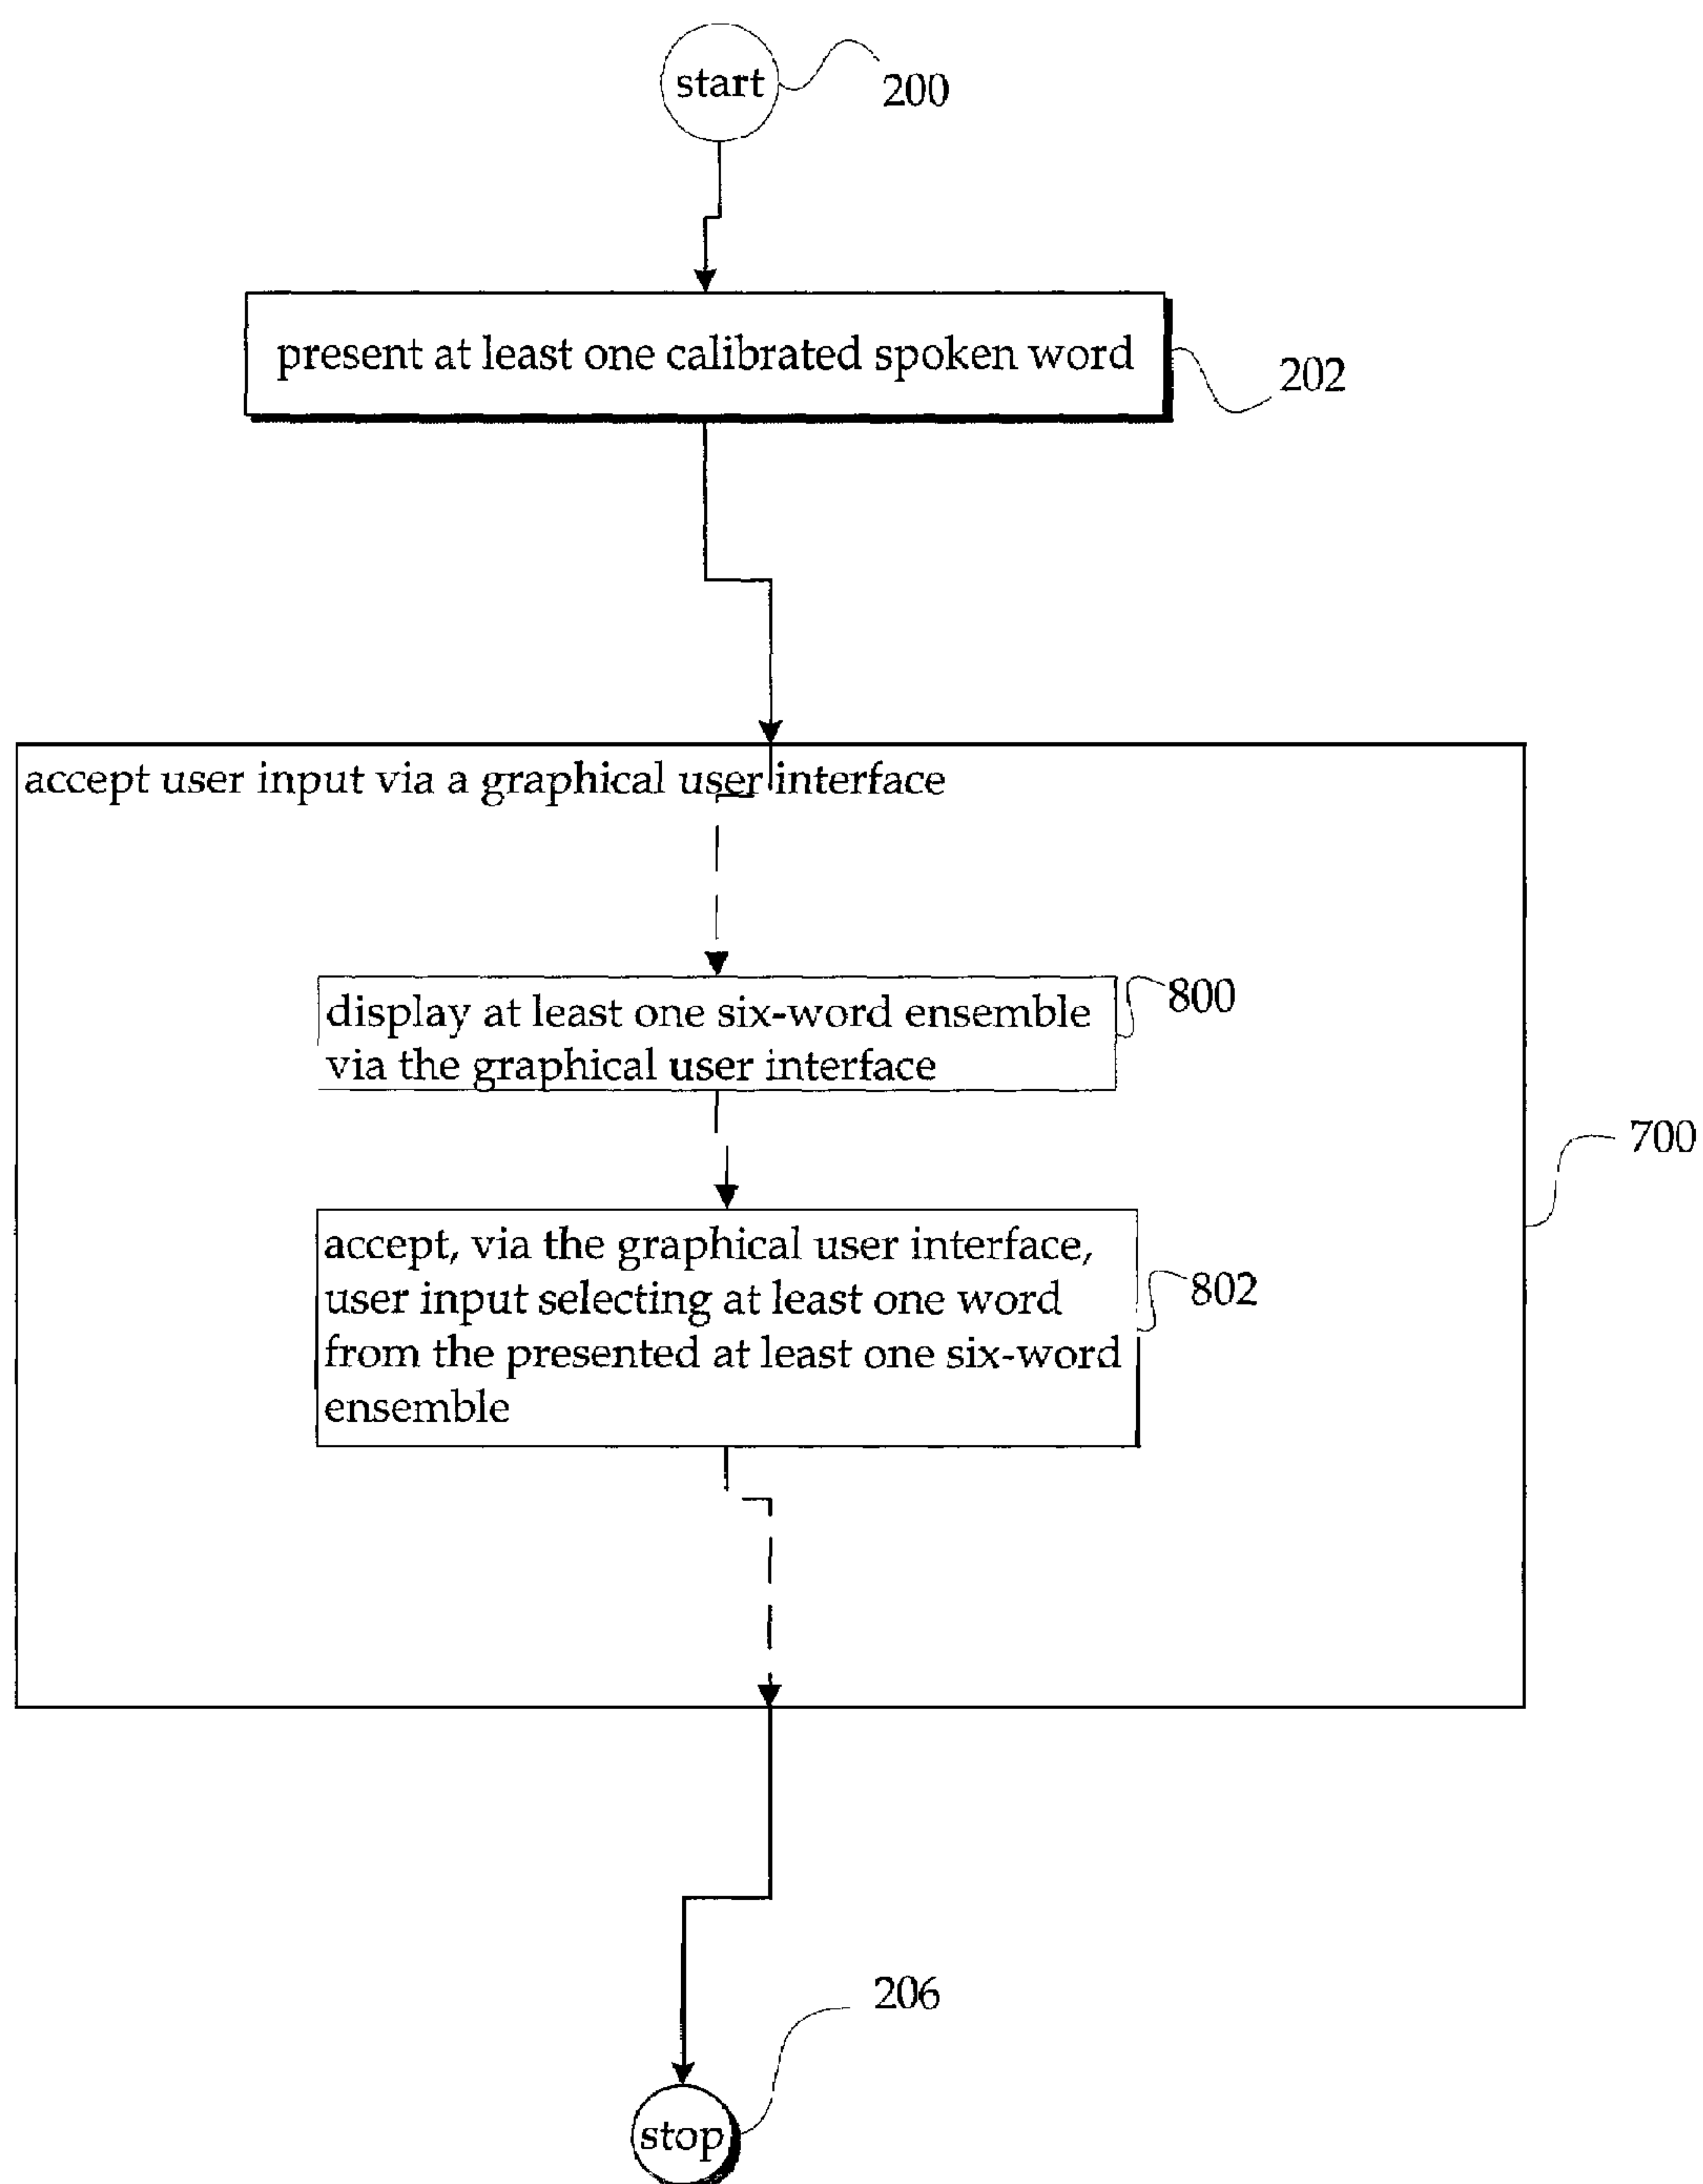 start
200
present at least one calibrated spoken word
202
accept user input via a graphical user interface
display at least one six-word ensemble
via the graphical user interface
800
700
accept, via the graphical user interface,
user input selecting at least one word
from the presented at least one six-word
ensemble
802
206
stop